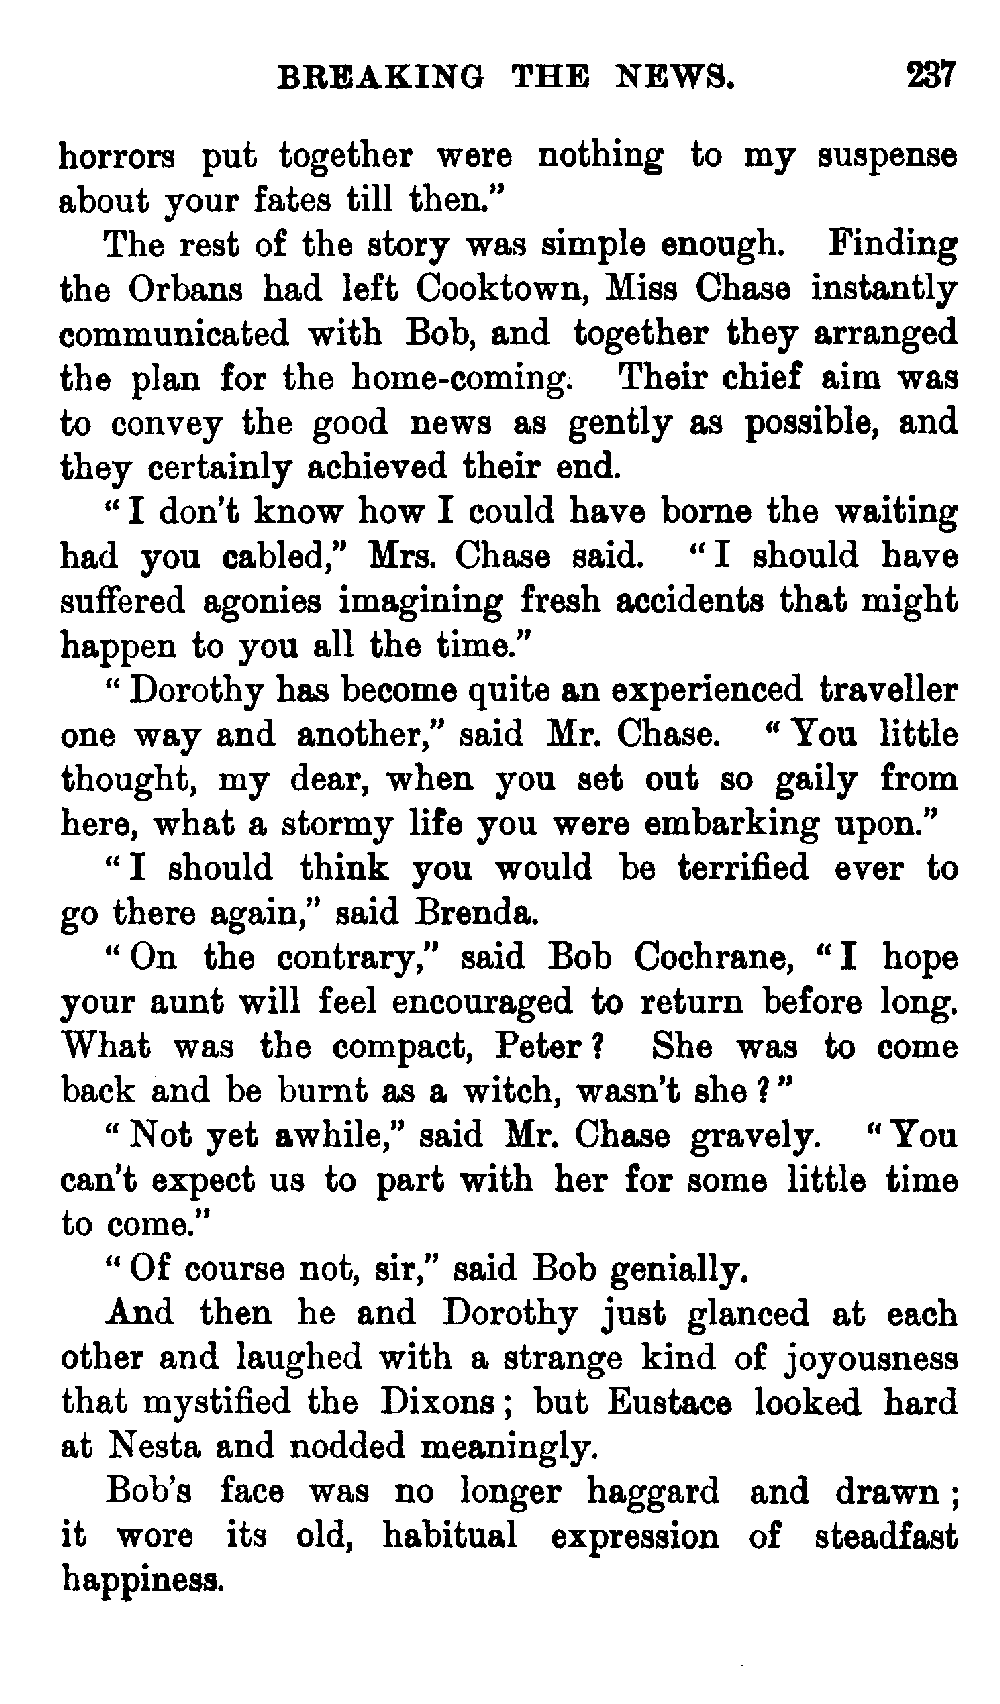 BREAKING THE NEWS. 237
horrors put together were nothing to my suspense
about your fates till then."
The rest of the story was simple enough. Finding
the Orbans had left Cooktown, Miss Chase instantly
communicated with Bob, and together they arranged
the plan for the home-coming. Their chief aim was
to convey the good news as gently as possible, and
they certainly achieved their end.
"I don't know how I could have borne the waiting
had you cabled," Mrs. Chase said. "I should have
suffered agonies imagining fresh accidents that might
happen to you all the time."
"Dorothy has become quite an experienced traveller
one way and another," said Mr. Chase. "You little
thought, my dear, when you set out so gaily from
here, what a stormy life you were embarking upon."
"I should think you would be terrified ever to
go there again," said Brenda.
"On the contrary," said Bob Cochrane, "I hope
your aunt will feel encouraged to return before long.
What was the compact, Peter? She was to come
back and be burnt as a witch, wasn't she?"
"Not yet awhile," said Mr. Chase gravely. "You
can't expect us to part with her for some little time
to come."
"Of course not, sir," said Bob genially.
And then he and Dorothy just glanced at each
other and laughed with a strange kind of joyousness
that mystified the Dixons; but Eustace looked hard
at Nesta and nodded meaningly.
Bob's face was no longer haggard and drawn;
it wore its old, habitual expression of steadfast
happiness.